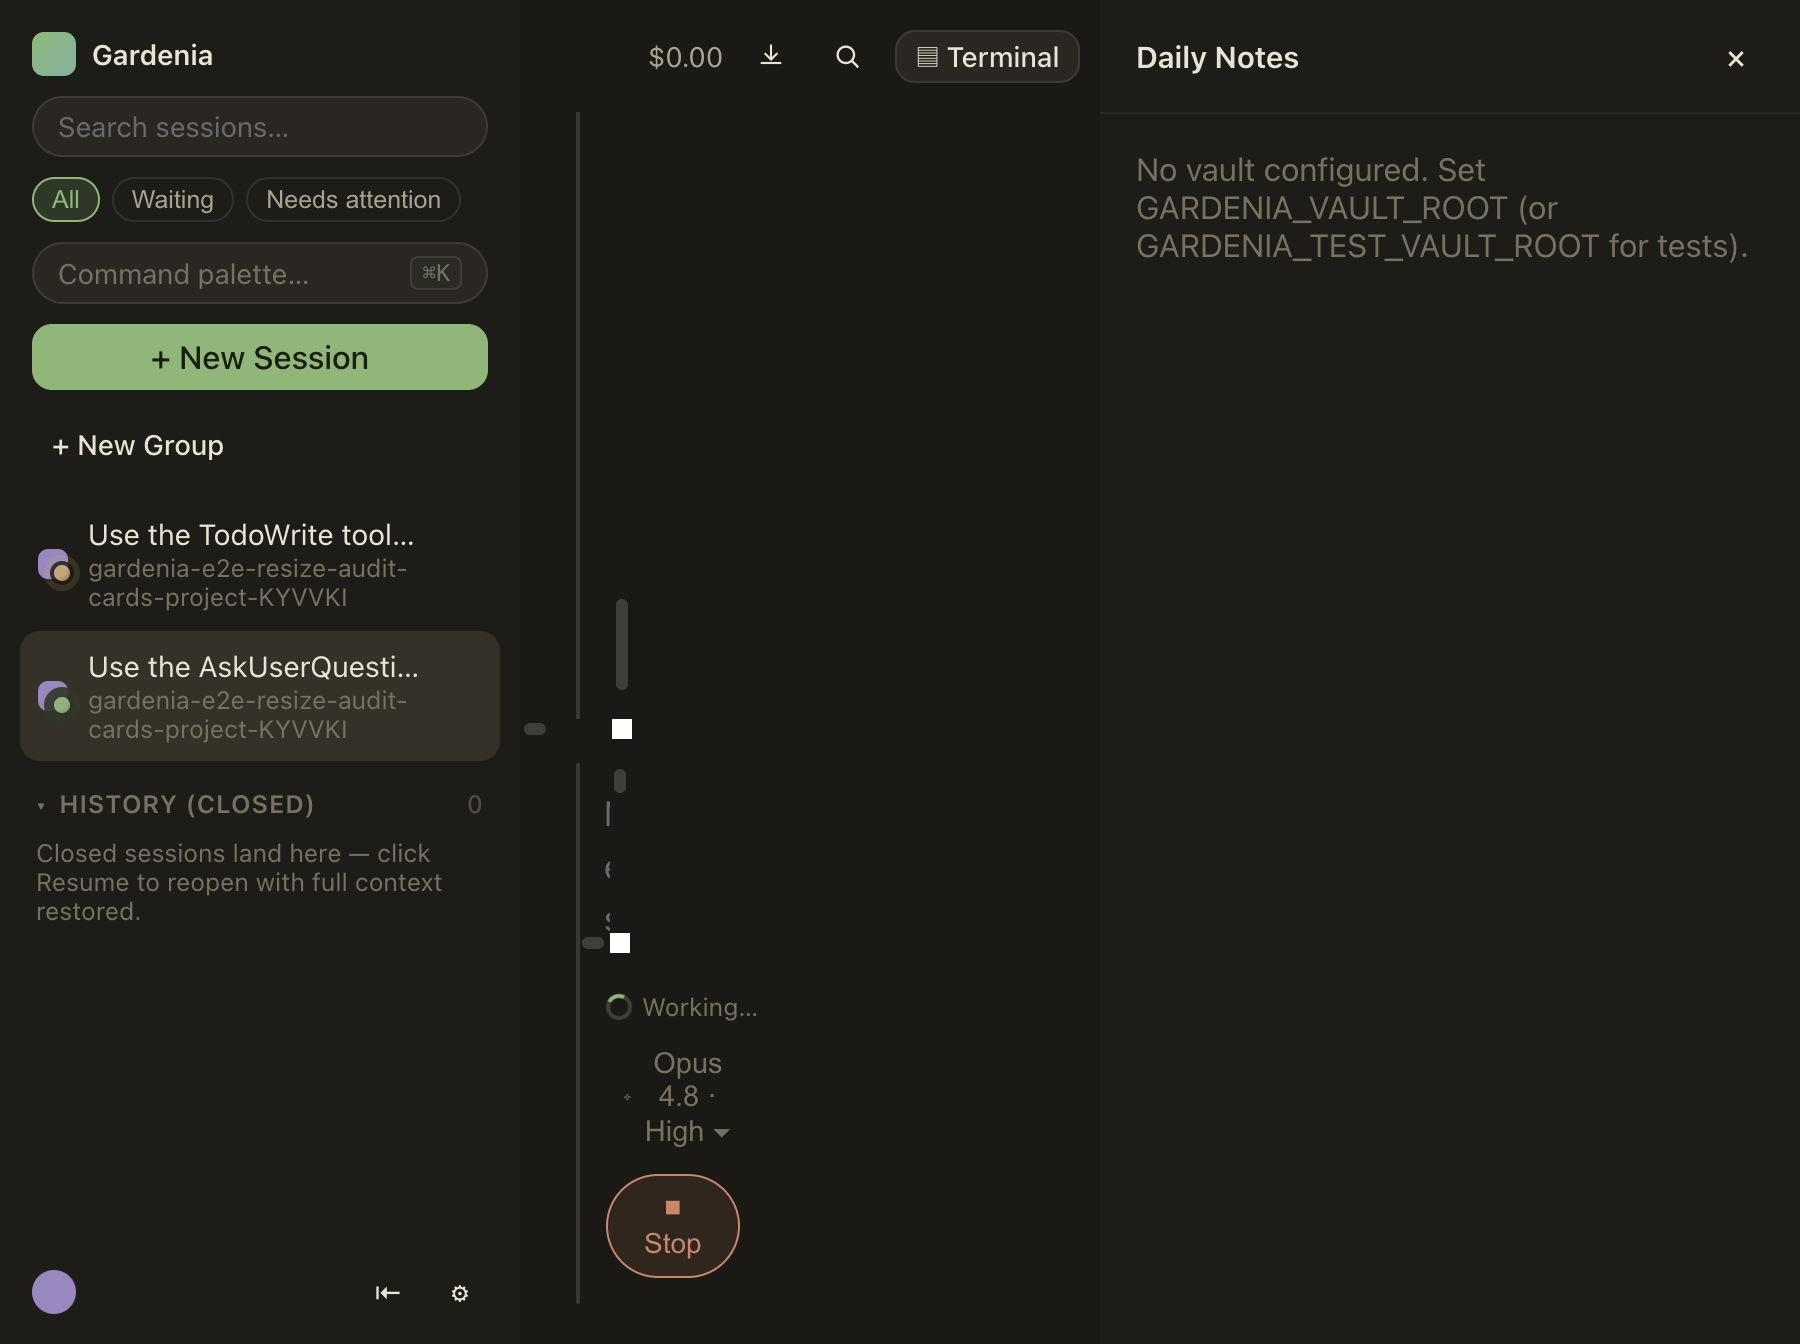 Gardenia
Search sessions...
All
Waiting
Needs attention
Command palette...
⌘K
+ New Session
+ New Group
Use the TodoWrite tool...
gardenia-e2e-resize-audit-
cards-project-KYVVKI
Use the AskUserQuesti...
gardenia-e2e-resize-audit-
cards-project-KYVVKI
HISTORY (CLOSED)
0
Closed sessions land here — click
Resume to reopen with full context
restored.
$0.00
Terminal
Working...
Opus
4.8 ·
High
Stop
Daily Notes
No vault configured. Set
GARDENIA_VAULT_ROOT (or
GARDENIA_TEST_VAULT_ROOT for tests).